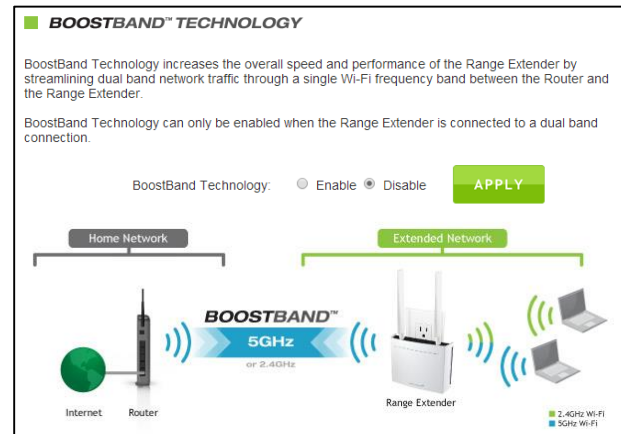 BOOSTBAND™ TECHNOLOGY
BoostBand Technology increases the overall speed and performance of the Range Extender by
streamlining dual band network traffic through a single Wi-Fi frequency band between the Router and
the Range Extender.
BoostBand Technology can only be enabled when the Range Extender is connected to a dual band
connection.
BoostBand Technology: Enable Disable APPLY
Home Network Extended Network
BOOSTBAND™
5GHz
or 2.4GHz
Internet Router Range Extender
2.4GHz Wi-Fi
5GHz Wi-Fi